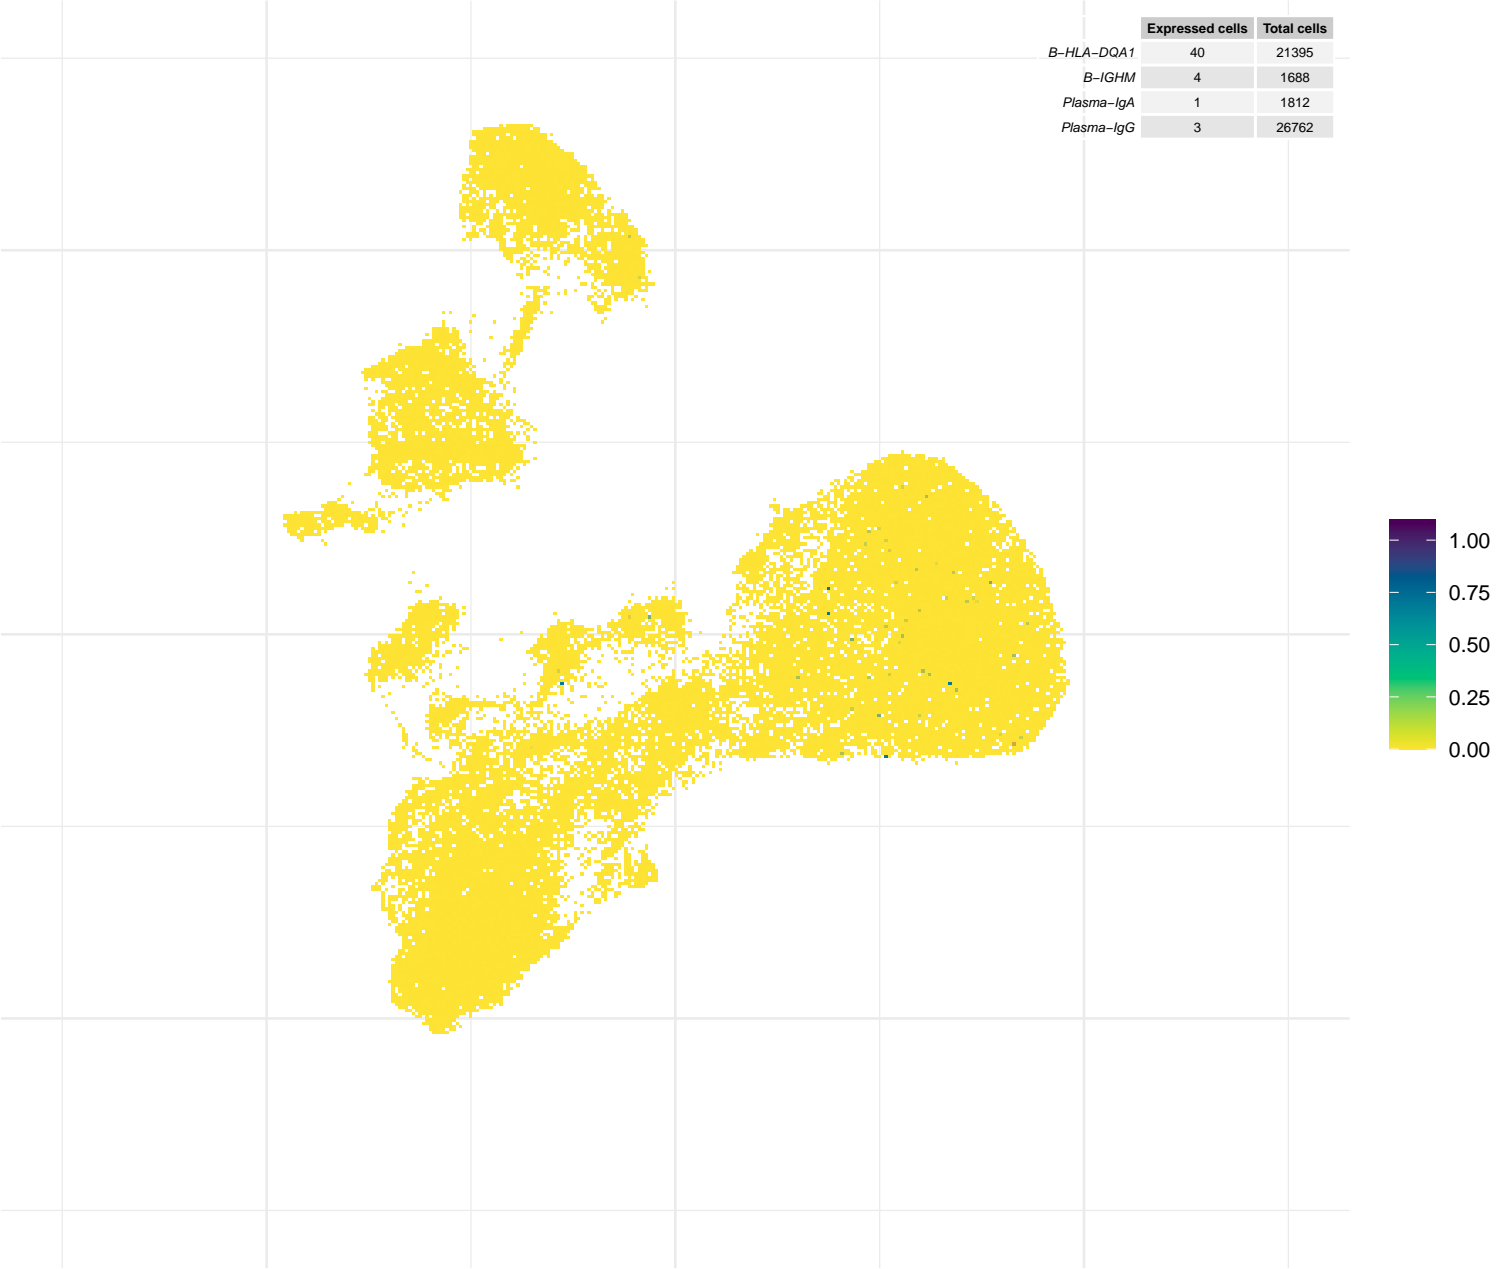 Expressed cells Total cells
B−HLA−DQA1 40 21395
B−IGHM 4 1688
Plasma−IgA 1 1812
Plasma−IgG 3 26762
1.00
0.75
0.50
0.25
0.00